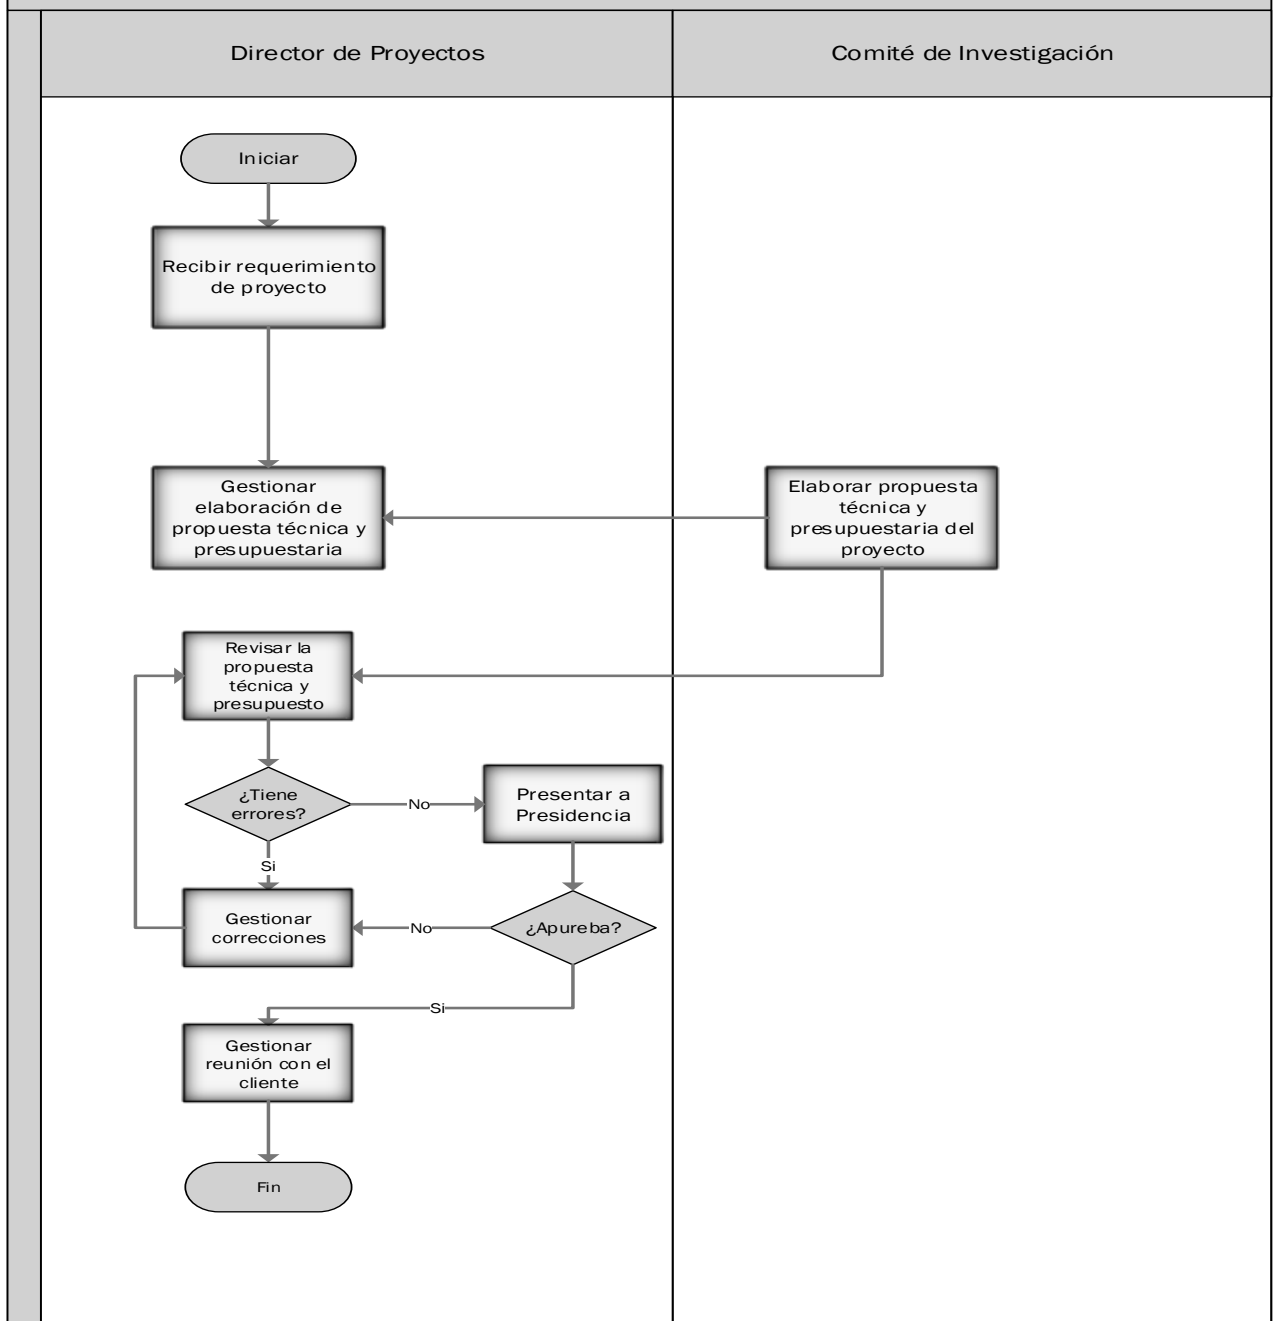 Director de Proyectos
Comité de Investigación
Iniciar
Recibir requerimiento
de proyecto
Gestionar
elaboración de
propuesta técnica y
presupuestaria
Elaborar propuesta
técnica y
presupuestaria del
proyecto
Revisar la
propuesta
técnica y
presupuesto
¿Tiene
errores?
No
Presentar a
Presidencia
Si
Gestionar
correcciones
No
¿Apureba?
Si
Gestionar
reunión con el
cliente
Fin